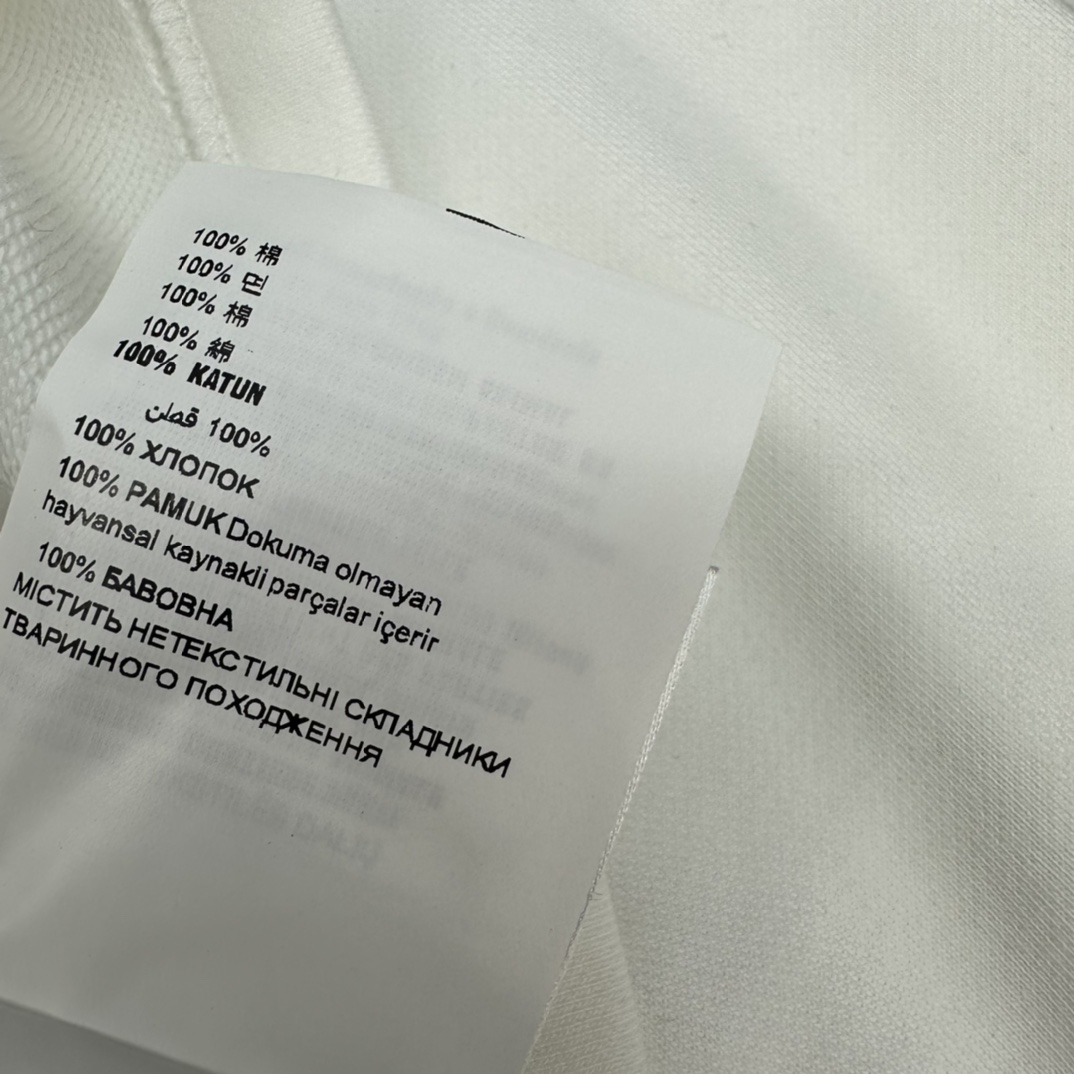 100% 棉
100% 면
100% 棉
100% 綿
100% KATUN
100% قطن
100% ХЛОПОК
100% PAMUK Dokuma olmayan
hayvansal kaynakli parçalar içerir
100% БАВОВНА
МІСТИТЬ НЕТЕКСТИЛЬНІ СКЛАДНИКИ
ТВАРИННОГО ПОХОДЖЕННЯ